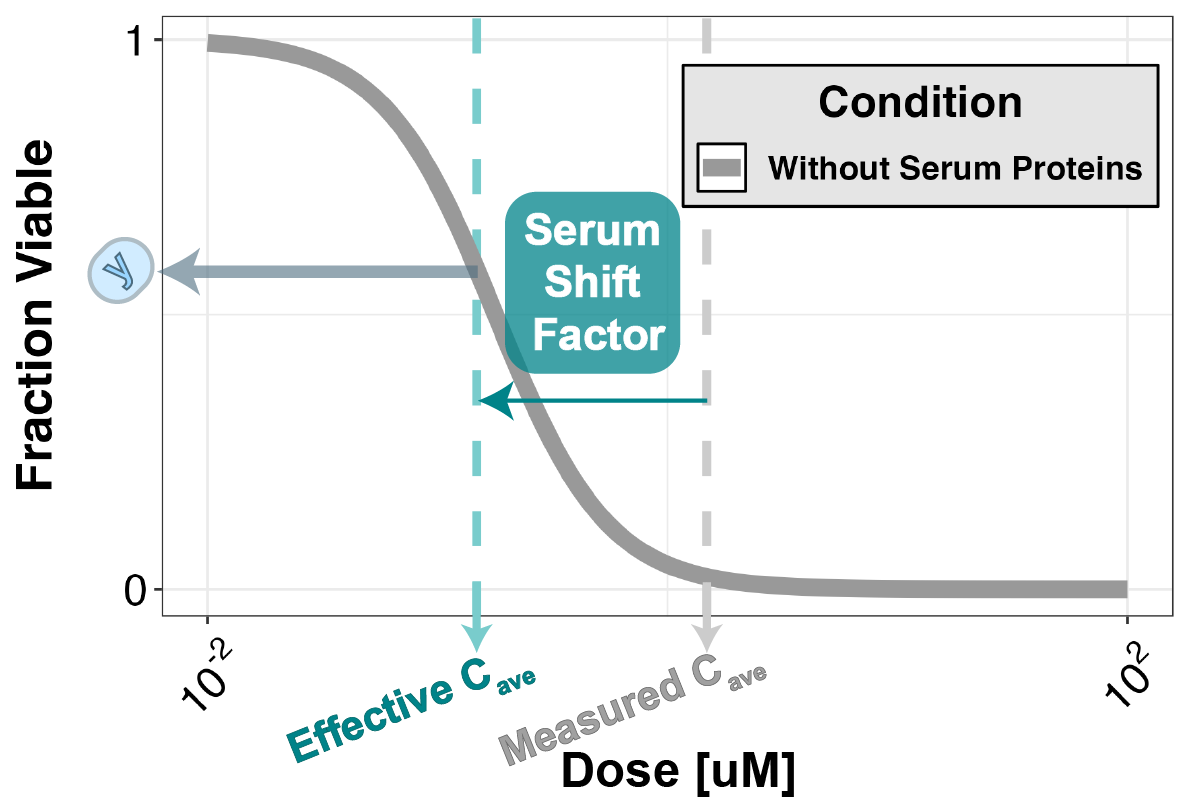 1
Condition
Without Serum Proteins
Serum
Shift
Factor
y
Fraction Viable
0
10-2
102
Effective Cave
Measured Cave
Dose [uM]